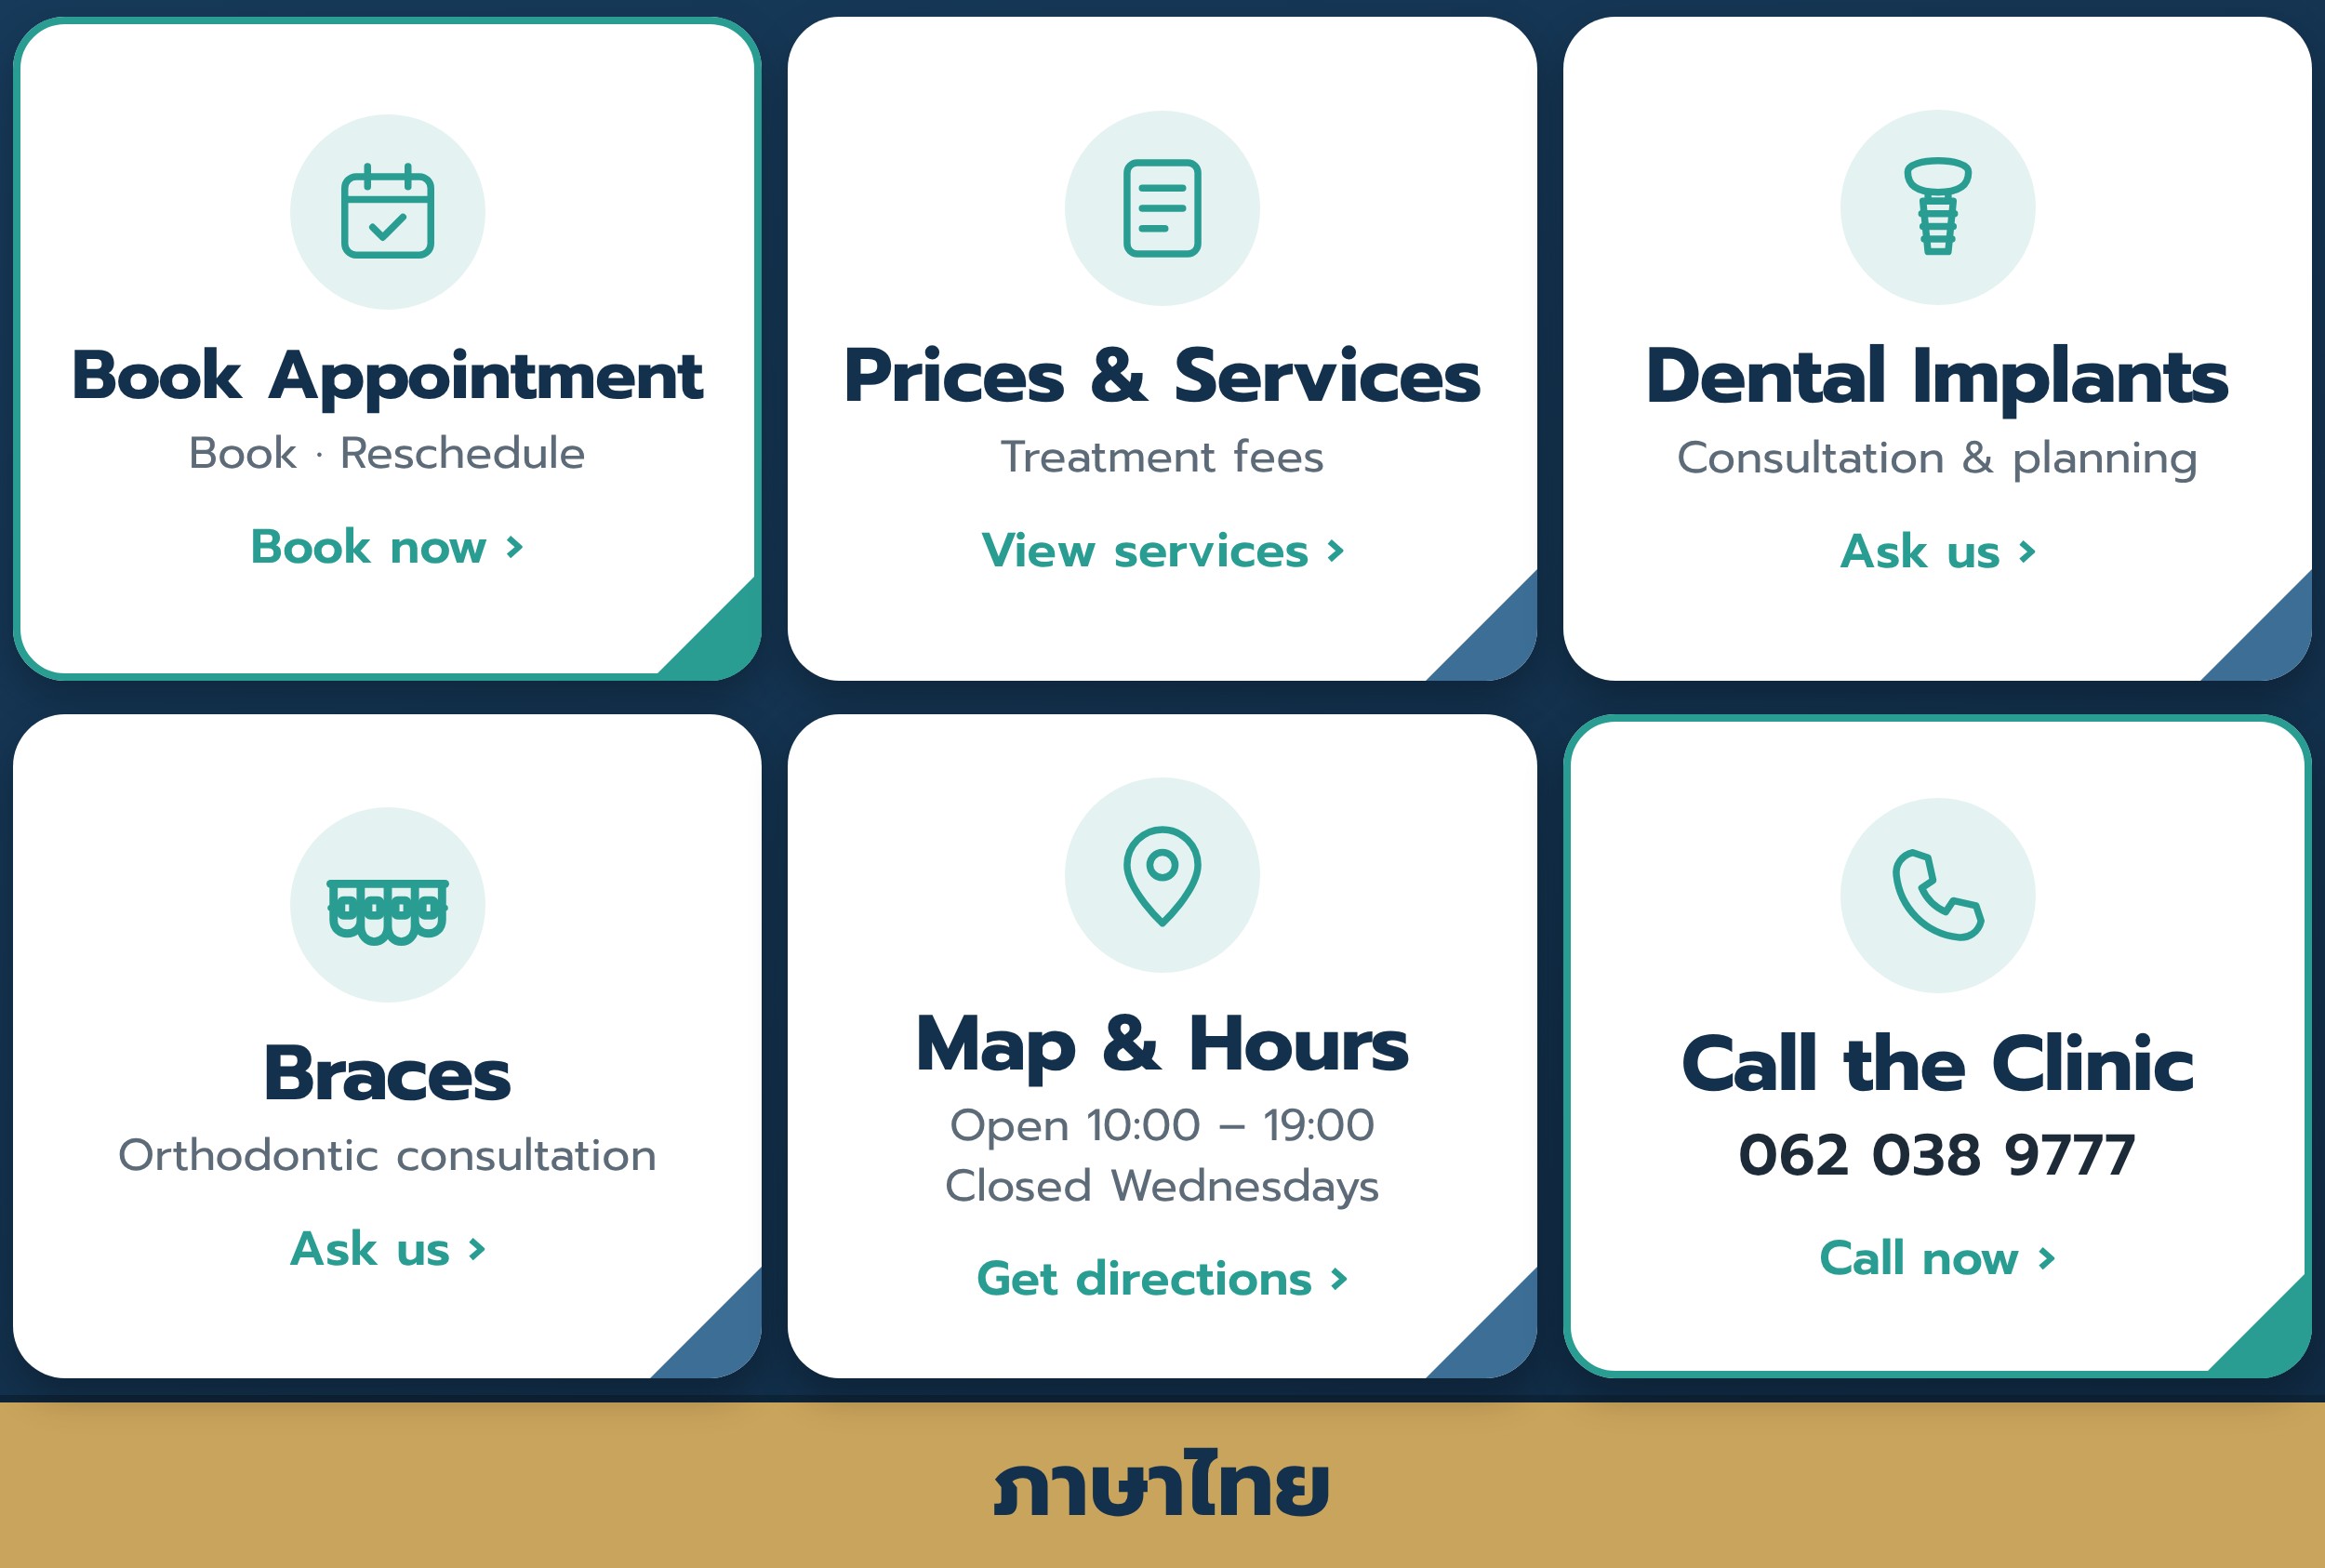 Book Appointment
Book · Reschedule
Book now ›
Prices & Services
Treatment fees
View services ›
Dental Implants
Consultation & planning
Ask us ›
Braces
Orthodontic consultation
Ask us ›
Map & Hours
Open 10:00 – 19:00
Closed Wednesdays
Get directions ›
Call the Clinic
062 038 9777
Call now ›
ภาษาไทย